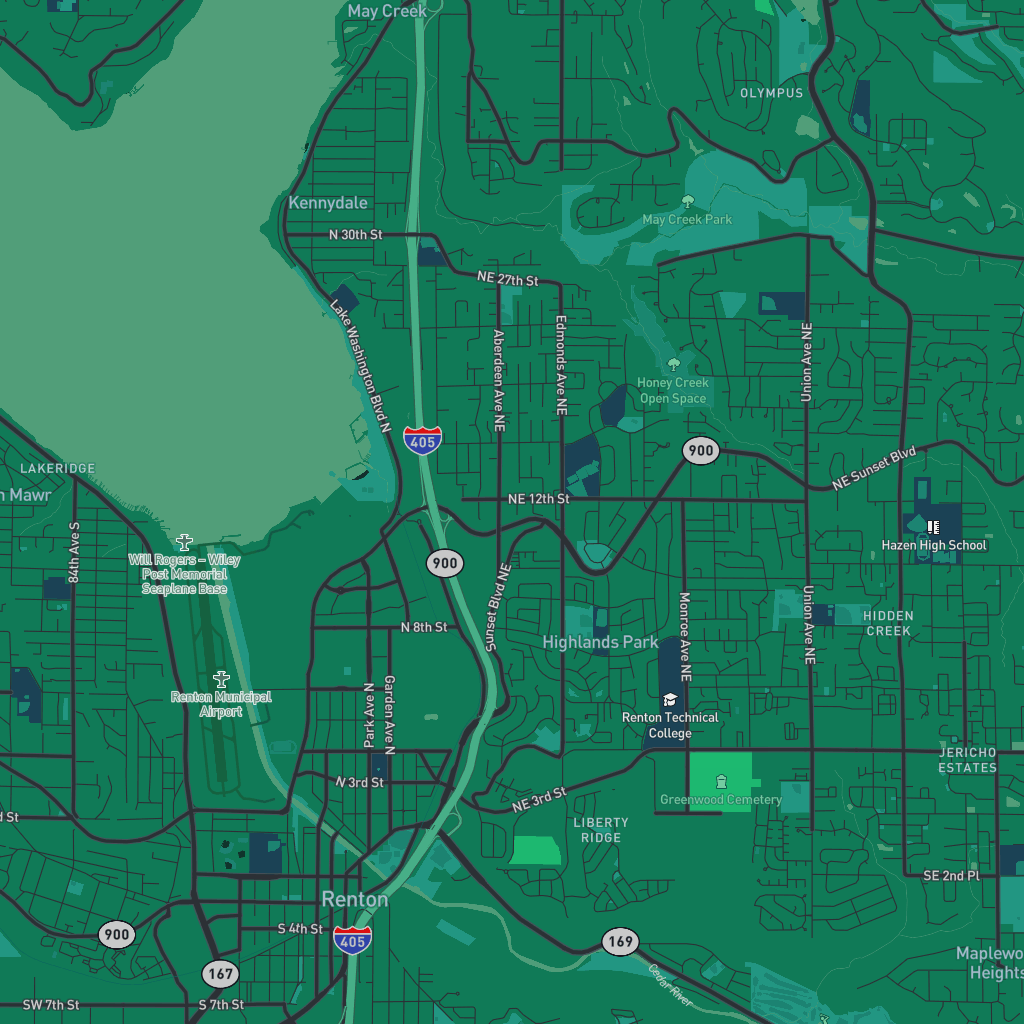 May Creek
OLYMPUS
Kennydale
May Creek Park
N 30th St
NE 27th St
Lake Washington Blvd N
Aberdeen Ave NE
Edmonds Ave NE
Union Ave NE
Honey Creek
Open Space
405
900
NE Sunset Blvd
LAKERIDGE
n Mawr
NE 12th St
84th Ave S
Will Rogers – Wiley
Post Memorial
Seaplane Base
900
Hazen High School
Sunset Blvd NE
Monroe Ave NE
Union Ave NE
HIDDEN
CREEK
N 8th St
Highlands Park
Renton Municipal
Airport
Park Ave N
Garden Ave N
Renton Technical
College
JERICHO
ESTATES
N 3rd St
NE 3rd St
Greenwood Cemetery
d St
LIBERTY
RIDGE
SE 2nd Pl
Renton
900
S 4th St
405
169
167
Cedar River
Maplewo
Heights
SW 7th St
S 7th St